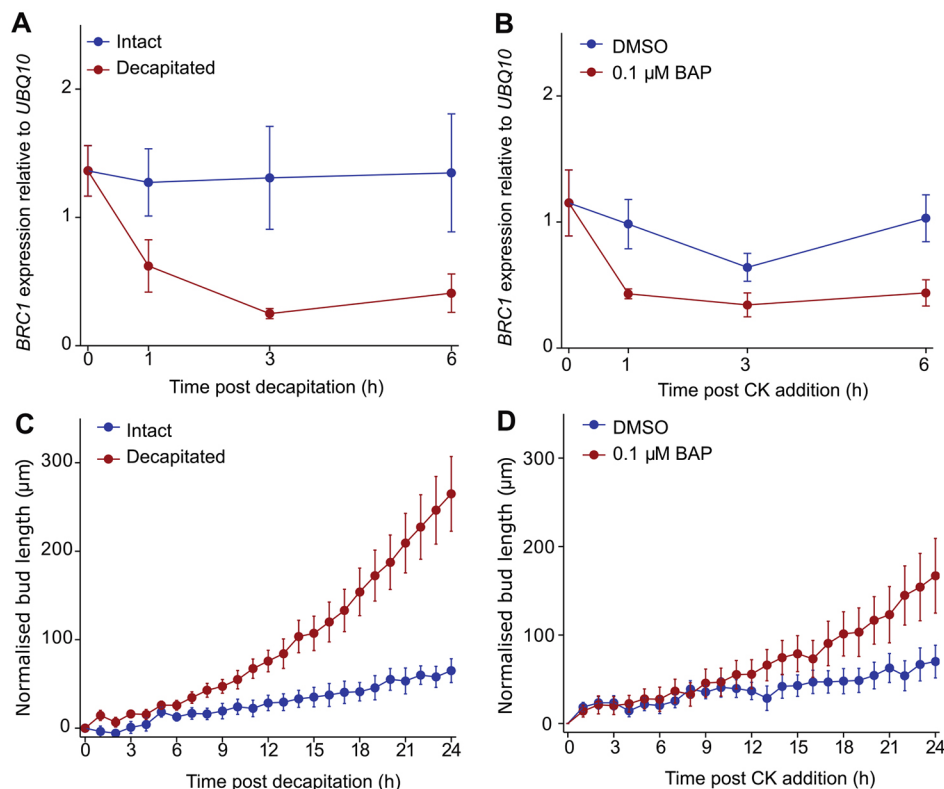 A
Intact
Decapitated
BRC1 expression relative to UBQ10
2
1
0
0 1 3 6
Time post decapitation (h)
B
DMSO
0.1 µM BAP
BRC1 expression relative to UBQ10
2
1
0
0 1 3 6
Time post CK addition (h)
C
Intact
Decapitated
Normalised bud length (µm)
300
200
100
0
0 3 6 9 12 15 18 21 24
Time post decapitation (h)
D
DMSO
0.1 µM BAP
Normalised bud length (µm)
300
200
100
0
0 3 6 9 12 15 18 21 24
Time post CK addition (h)